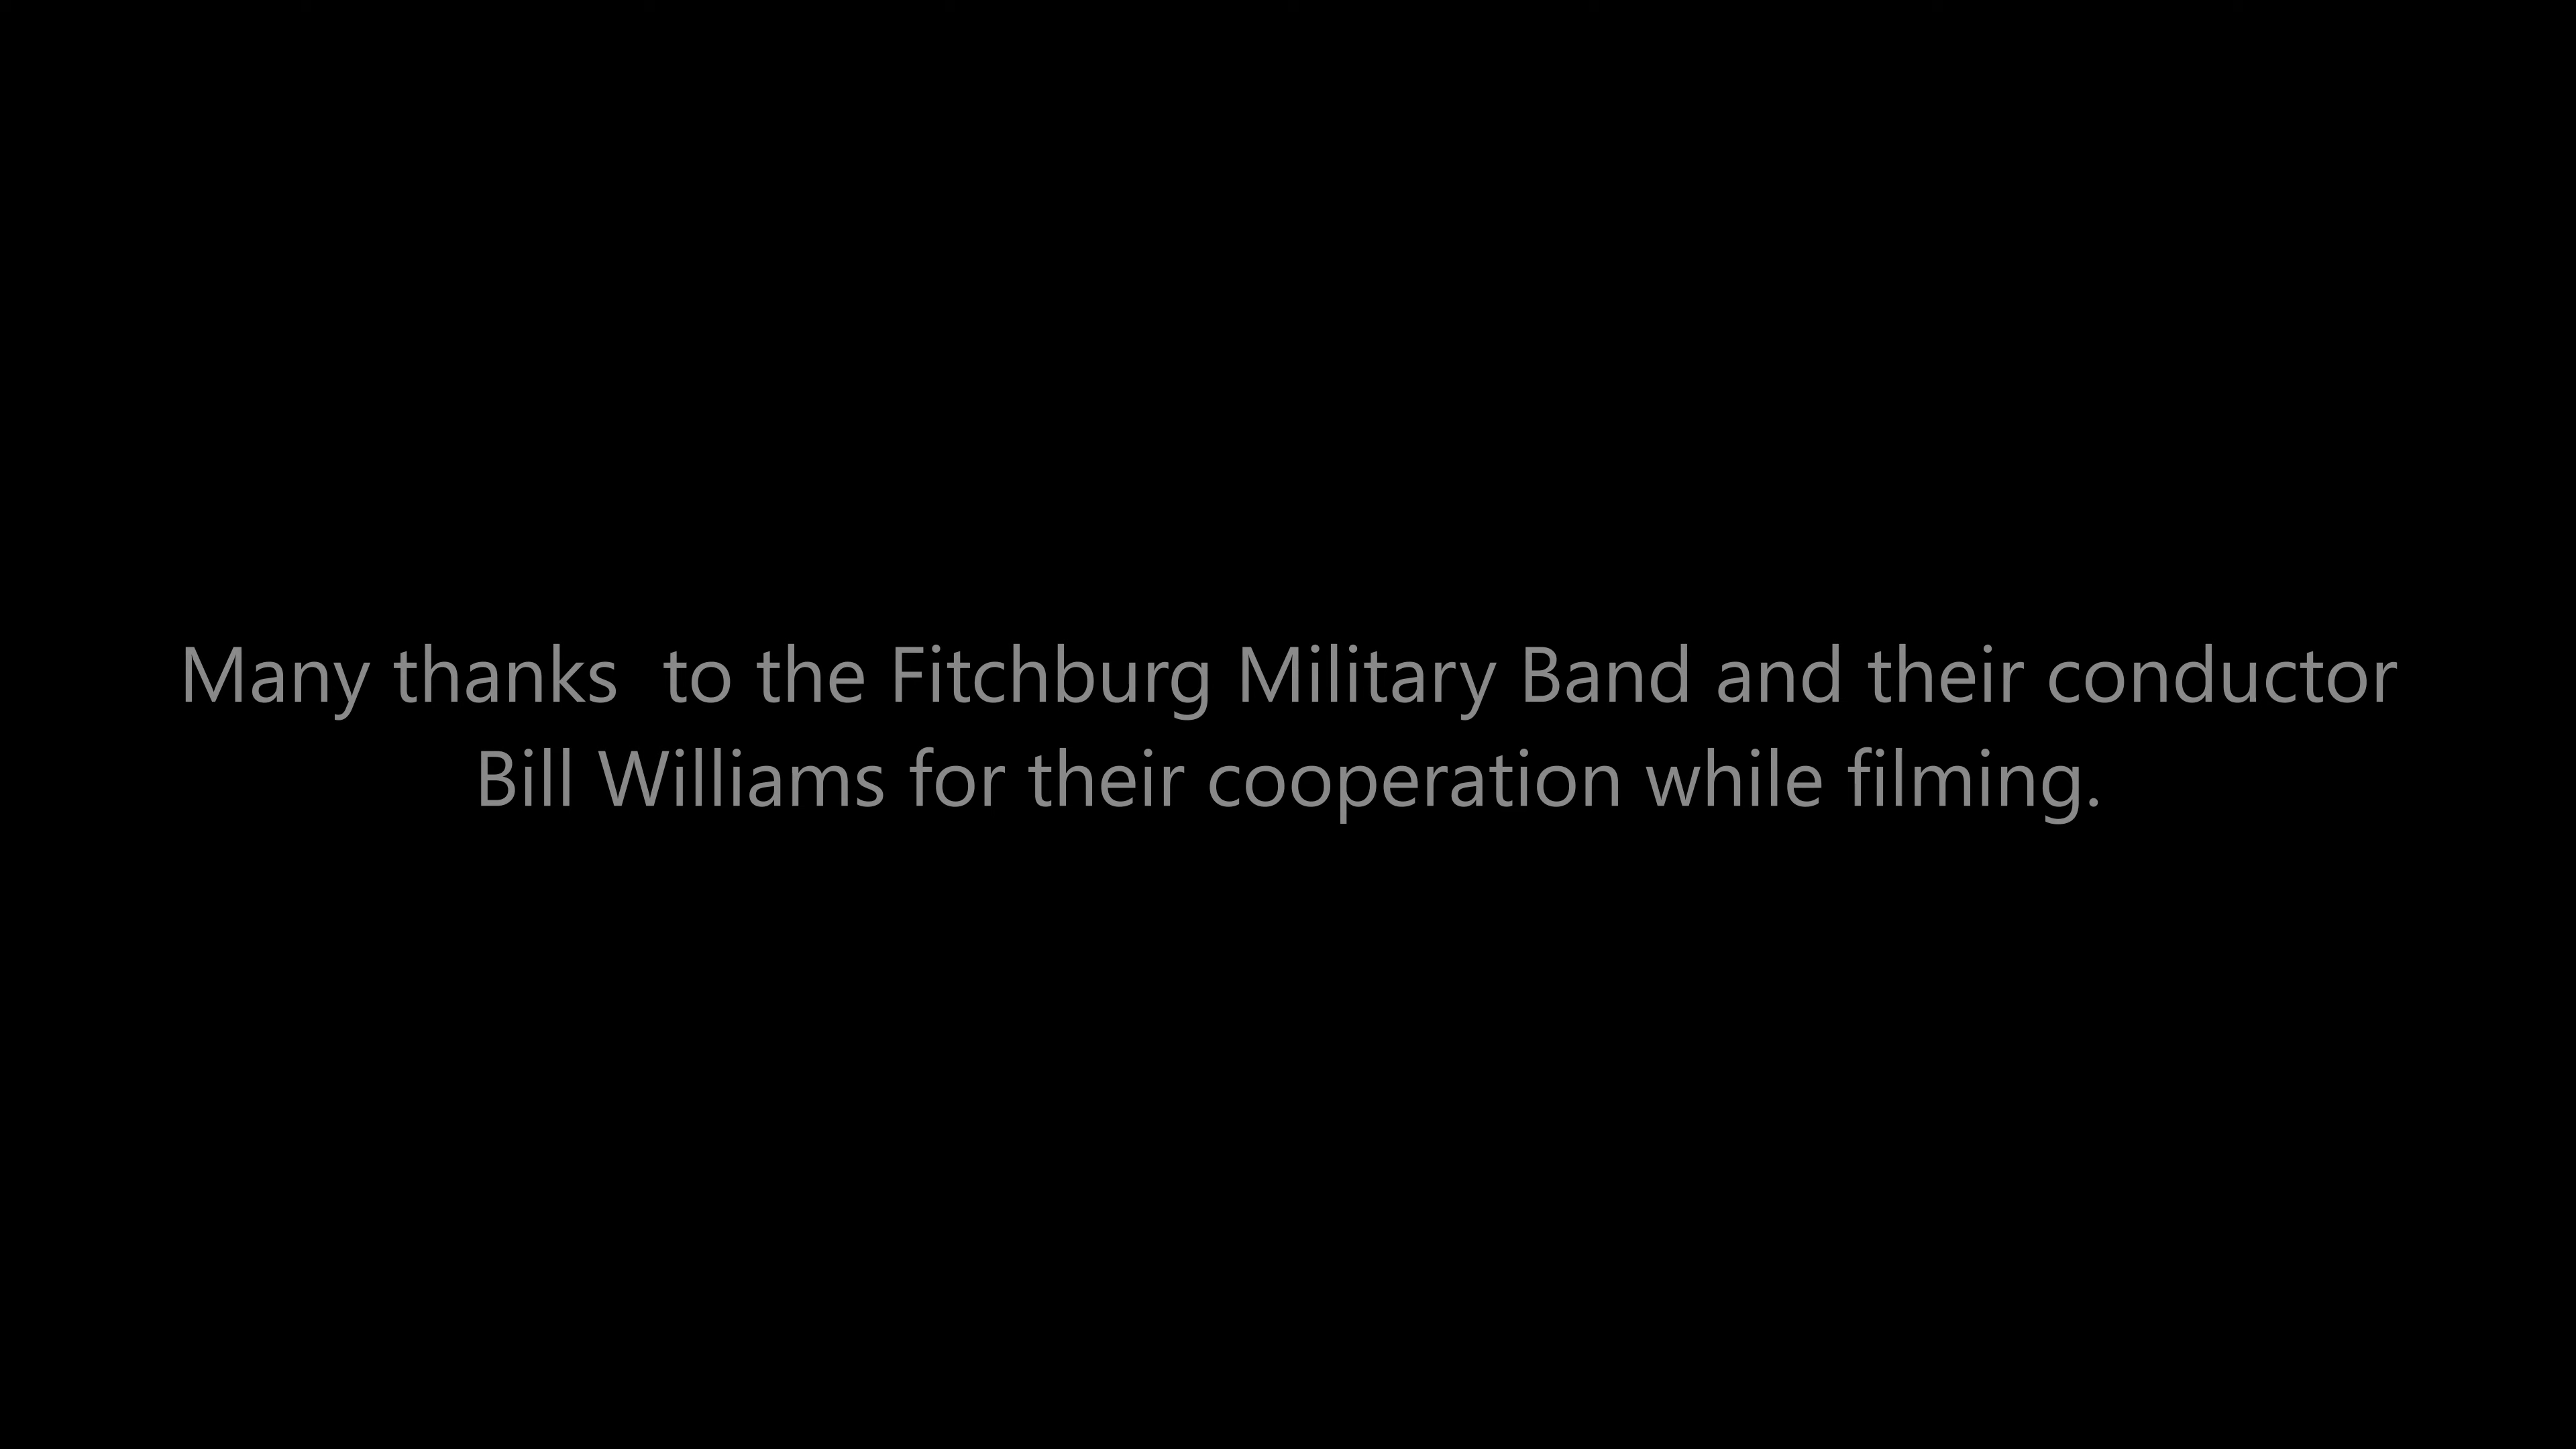 Many thanks  to the Fitchburg Military Band and their conductor
Bill Williams for their cooperation while filming.